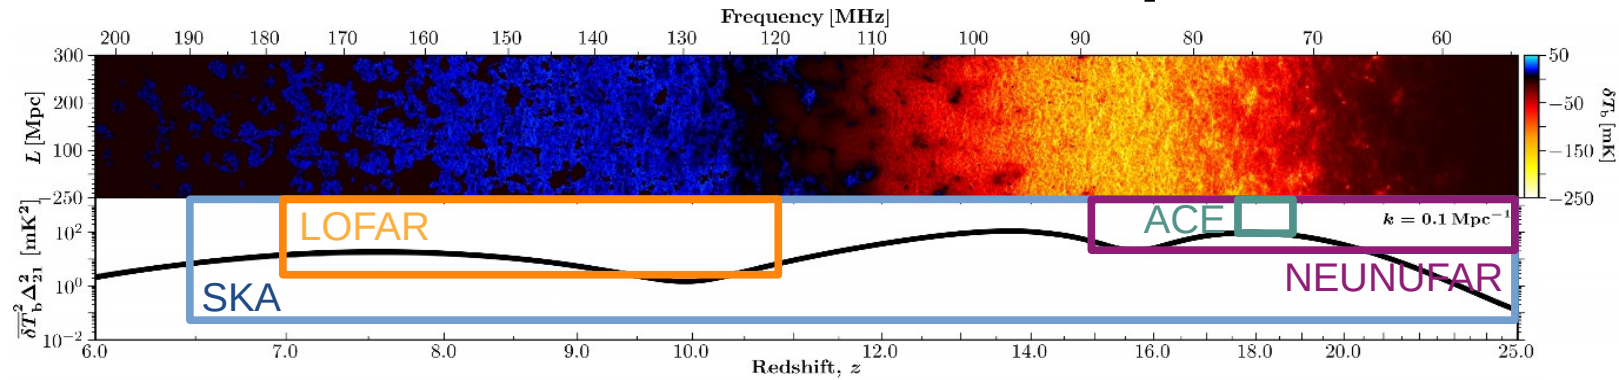 Frequency [MHz]
200 190 180 170 160 150 140 130 120 110 100 90 80 70 60
300
200
100
L [Mpc]
50
−50
−150
−250
δT_b [mK]
−250
LOFAR
ACE
k = 0.1 Mpc⁻¹
10²
10⁰
10⁻²
SKA
NEUNUFAR
δT_b² Δ²₂₁ [mK²]
6.0 7.0 8.0 9.0 10.0 12.0 14.0 16.0 18.0 20.0 25.0
Redshift, z